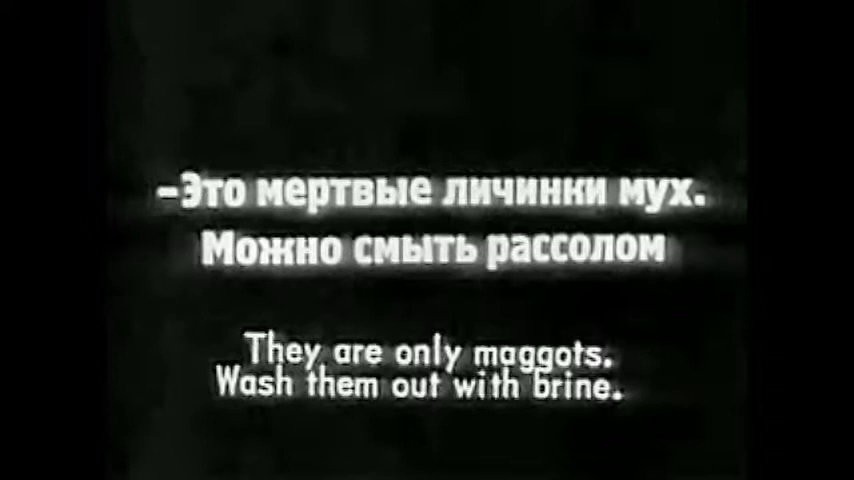 –Это мертвые личинки мух.
Можно смыть рассолом
They are only maggots.
Wash them out with brine.